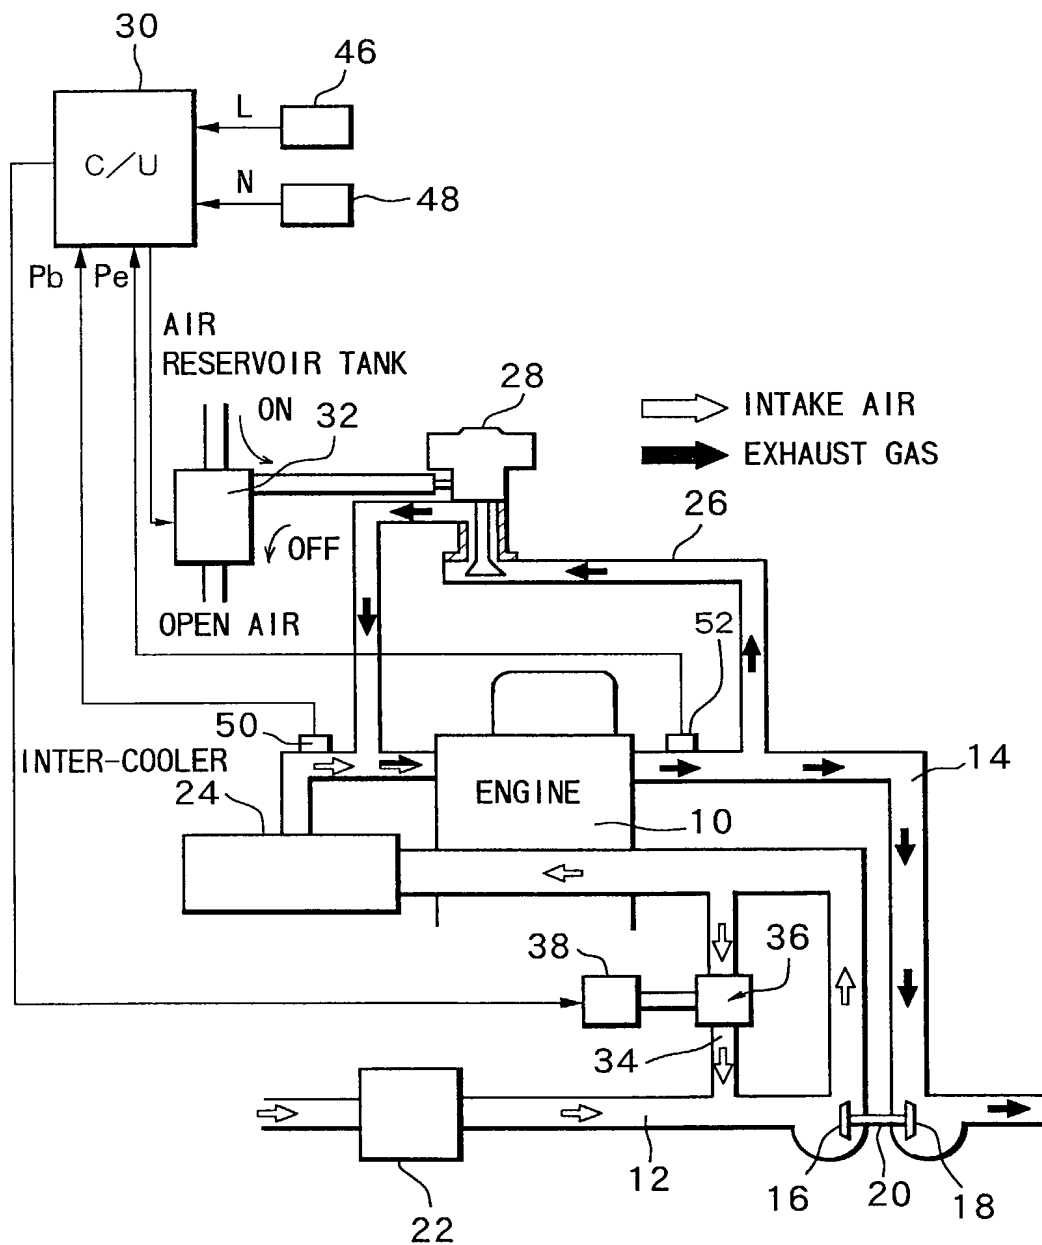 30
46
L
C/U
N
48
Pb Pe
AIR
RESERVOIR TANK
ON
32
28
INTAKE AIR
EXHAUST GAS
26
OFF
OPEN AIR
52
50
INTER-COOLER
24
ENGINE
10
14
38
36
34
12
16
20
18
22